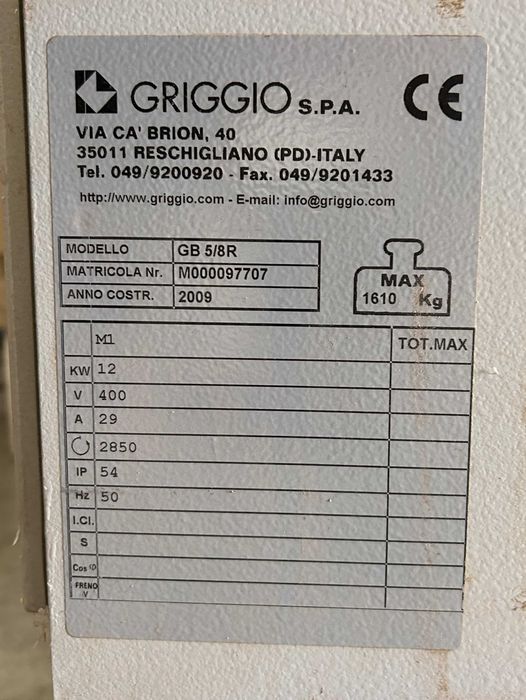 GRIGGIO S.P.A. CE
VIA CA' BRION, 40
35011 RESCHIGLIANO (PD)-ITALY
Tel. 049/9200920 - Fax. 049/9201433
http://www.griggio.com - E-mail: info@griggio.com
MODELLO GB 5/8R
MATRICOLA Nr. M000097707
ANNO COSTR. 2009
MAX
1610 Kg
M1 TOT.MAX
KW 12
V 400
A 29
2850
IP 54
Hz 50
I.Cl.
S
Cos φ
FRENO
V